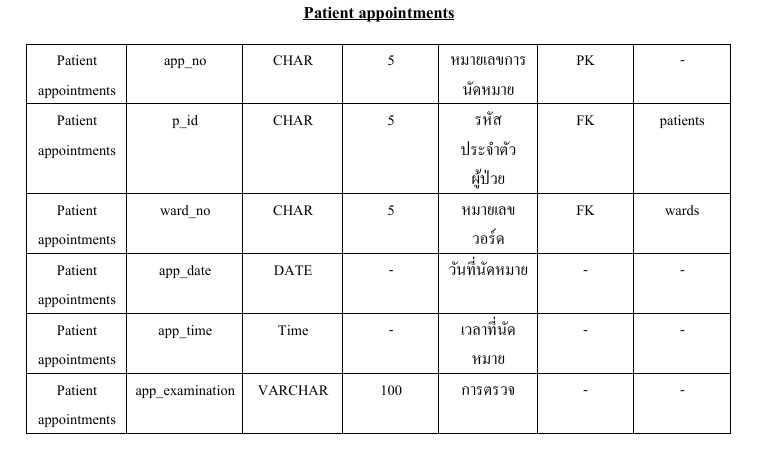 Patient appointments
Patient app_no CHAR 5 หมายเลขการ PK -
appointments นัดหมาย
Patient p_id CHAR 5 รหัส FK patients
appointments ประจำตัว
ผู้ป่วย
Patient ward_no CHAR 5 หมายเลข FK wards
appointments วอร์ด
Patient app_date DATE - วันที่นัดหมาย - -
appointments
Patient app_time Time - เวลาที่นัด - -
appointments หมาย
Patient app_examination VARCHAR 100 การตรวจ - -
appointments